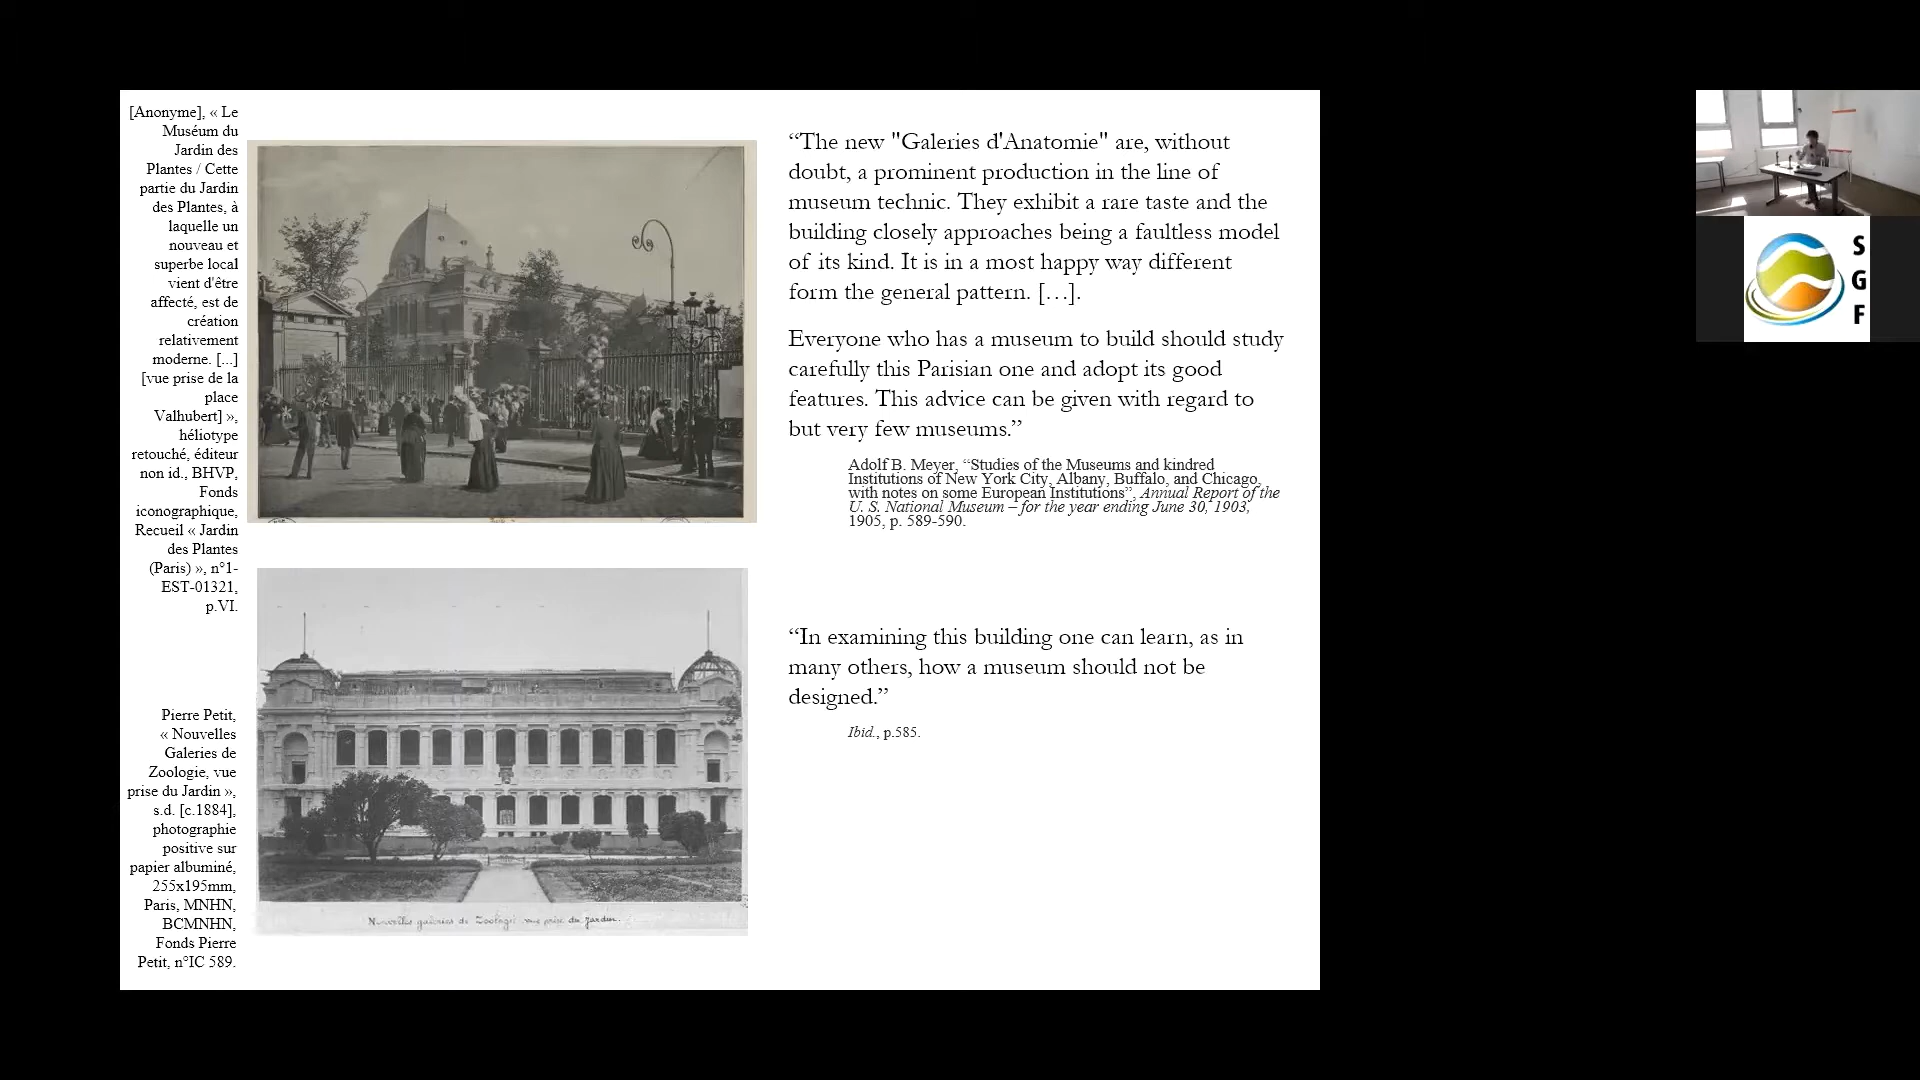 [Anonyme], « Le
Muséum du
Jardin des
Plantes / Cette
partie du Jardin
des Plantes, à
laquelle un
nouveau et
superbe local
vient d'être
affecté, est de
création
relativement
moderne. [...]
[vue prise de la
place
Valhubert] »,
héliotype
retouché, éditeur
non id., BHVP,
Fonds
iconographique,
Recueil « Jardin
des Plantes
(Paris) », n°1-
EST-01321,
p.VI.
Pierre Petit,
« Nouvelles
Galeries de
Zoologie, vue
prise du Jardin »,
s.d. [c.1884],
photographie
positive sur
papier albuminé,
255x195mm,
Paris, MNHN,
BCMNHN,
Fonds Pierre
Petit, n°IC 589.
Nouvelles galeries de Zoologie vue prise du Jardin.
“The new "Galeries d'Anatomie" are, without
doubt, a prominent production in the line of
museum technic. They exhibit a rare taste and the
building closely approaches being a faultless model
of its kind. It is in a most happy way different
form the general pattern. […].
Everyone who has a museum to build should study
carefully this Parisian one and adopt its good
features. This advice can be given with regard to
but very few museums.”
Adolf B. Meyer, “Studies of the Museums and kindred
Institutions of New York City, Albany, Buffalo, and Chicago,
with notes on some European Institutions”, Annual Report of the
U. S. National Museum – for the year ending June 30, 1903,
1905, p. 589-590.
“In examining this building one can learn, as in
many others, how a museum should not be
designed.”
Ibid., p.585.
S
G
F